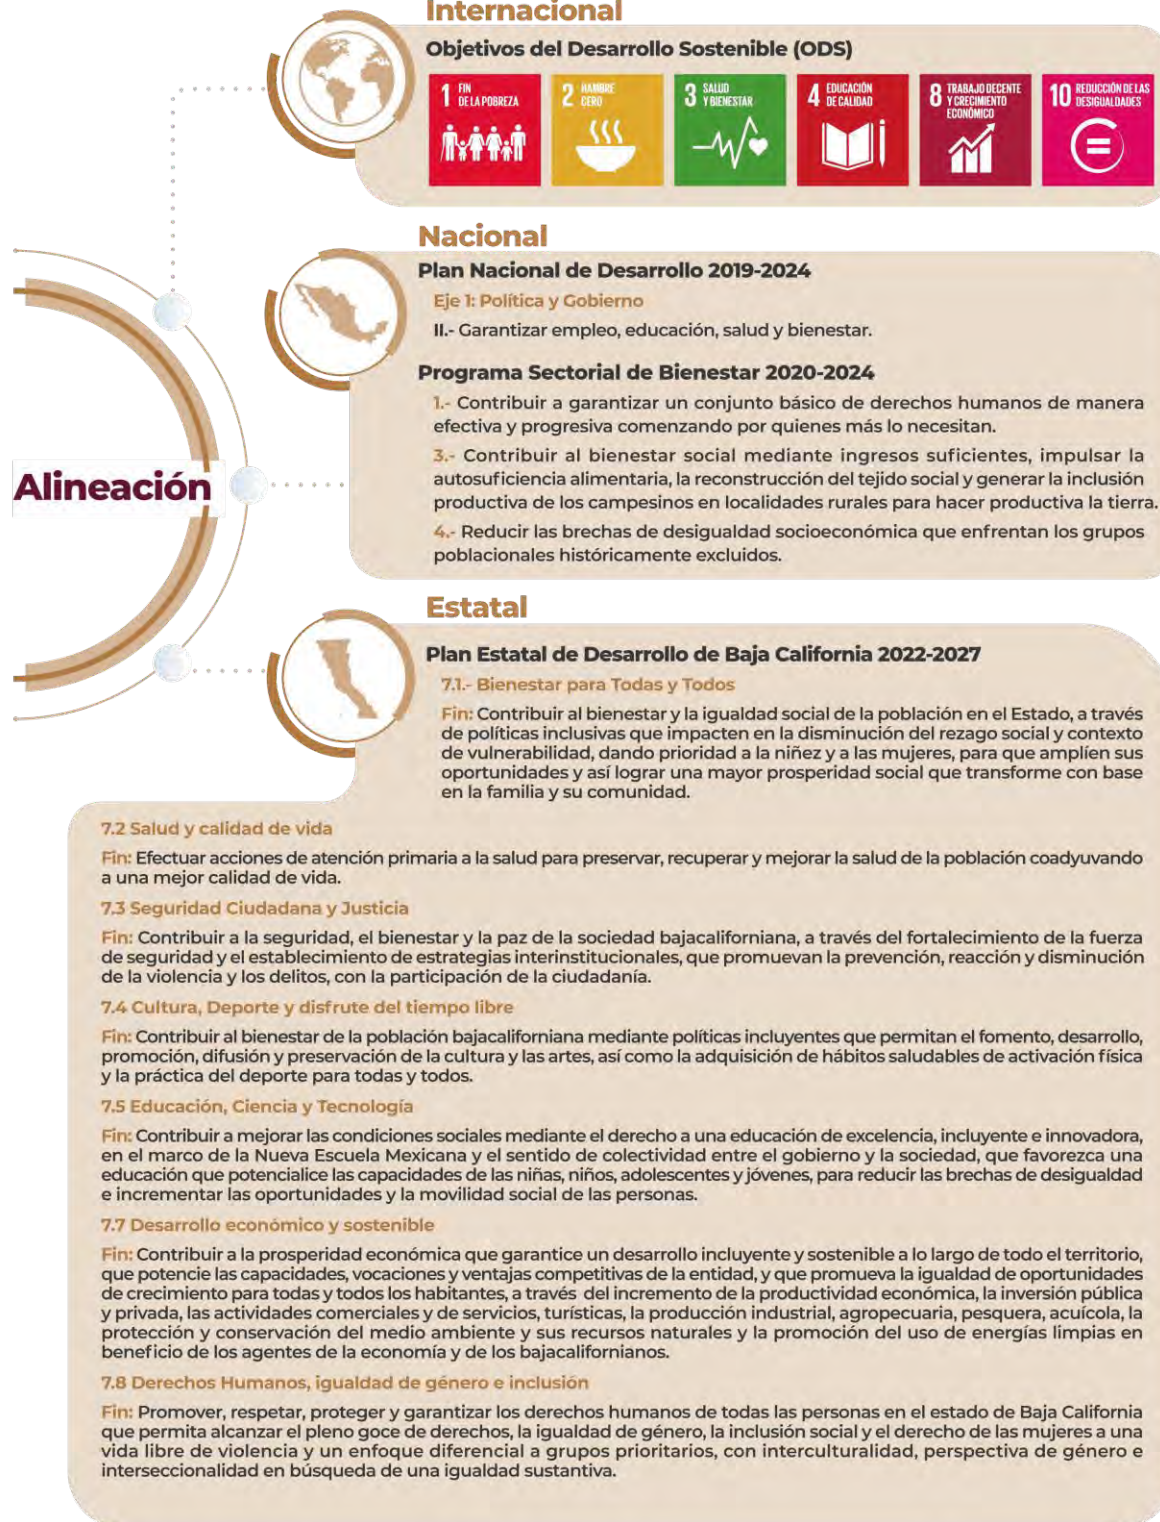 Internacional
Objetivos del Desarrollo Sostenible (ODS)
1 FIN
DE LA POBREZA
2 HAMBRE
CERO
3 SALUD
Y BIENESTAR
4 EDUCACIÓN
DE CALIDAD
8 TRABAJO DECENTE
Y CRECIMIENTO
ECONÓMICO
10 REDUCCIÓN DE LAS
DESIGUALDADES
Nacional
Plan Nacional de Desarrollo 2019-2024
Eje 1: Política y Gobierno
II.- Garantizar empleo, educación, salud y bienestar.
Programa Sectorial de Bienestar 2020-2024
1.- Contribuir a garantizar un conjunto básico de derechos humanos de manera
efectiva y progresiva comenzando por quienes más lo necesitan.
3.- Contribuir al bienestar social mediante ingresos suficientes, impulsar la
autosuficiencia alimentaria, la reconstrucción del tejido social y generar la inclusión
productiva de los campesinos en localidades rurales para hacer productiva la tierra.
4.- Reducir las brechas de desigualdad socioeconómica que enfrentan los grupos
poblacionales históricamente excluidos.
Alineación
Estatal
Plan Estatal de Desarrollo de Baja California 2022-2027
7.1.- Bienestar para Todas y Todos
Fin: Contribuir al bienestar y la igualdad social de la población en el Estado, a través
de políticas inclusivas que impacten en la disminución del rezago social y contexto
de vulnerabilidad, dando prioridad a la niñez y a las mujeres, para que amplíen sus
oportunidades y así lograr una mayor prosperidad social que transforme con base
en la familia y su comunidad.
7.2 Salud y calidad de vida
Fin: Efectuar acciones de atención primaria a la salud para preservar, recuperar y mejorar la salud de la población coadyuvando
a una mejor calidad de vida.
7.3 Seguridad Ciudadana y Justicia
Fin: Contribuir a la seguridad, el bienestar y la paz de la sociedad bajacaliforniana, a través del fortalecimiento de la fuerza
de seguridad y el establecimiento de estrategias interinstitucionales, que promuevan la prevención, reacción y disminución
de la violencia y los delitos, con la participación de la ciudadanía.
7.4 Cultura, Deporte y disfrute del tiempo libre
Fin: Contribuir al bienestar de la población bajacaliforniana mediante políticas incluyentes que permitan el fomento, desarrollo,
promoción, difusión y preservación de la cultura y las artes, así como la adquisición de hábitos saludables de activación física
y la práctica del deporte para todas y todos.
7.5 Educación, Ciencia y Tecnología
Fin: Contribuir a mejorar las condiciones sociales mediante el derecho a una educación de excelencia, incluyente e innovadora,
en el marco de la Nueva Escuela Mexicana y el sentido de colectividad entre el gobierno y la sociedad, que favorezca una
educación que potencialice las capacidades de las niñas, niños, adolescentes y jóvenes, para reducir las brechas de desigualdad
e incrementar las oportunidades y la movilidad social de las personas.
7.7 Desarrollo económico y sostenible
Fin: Contribuir a la prosperidad económica que garantice un desarrollo incluyente y sostenible a lo largo de todo el territorio,
que potencie las capacidades, vocaciones y ventajas competitivas de la entidad, y que promueva la igualdad de oportunidades
de crecimiento para todas y todos los habitantes, a través del incremento de la productividad económica, la inversión pública
y privada, las actividades comerciales y de servicios, turísticas, la producción industrial, agropecuaria, pesquera, acuícola, la
protección y conservación del medio ambiente y sus recursos naturales y la promoción del uso de energías limpias en
beneficio de los agentes de la economía y de los bajacalifornianos.
7.8 Derechos Humanos, igualdad de género e inclusión
Fin: Promover, respetar, proteger y garantizar los derechos humanos de todas las personas en el estado de Baja California
que permita alcanzar el pleno goce de derechos, la igualdad de género, la inclusión social y el derecho de las mujeres a una
vida libre de violencia y un enfoque diferencial a grupos prioritarios, con interculturalidad, perspectiva de género e
interseccionalidad en búsqueda de una igualdad sustantiva.